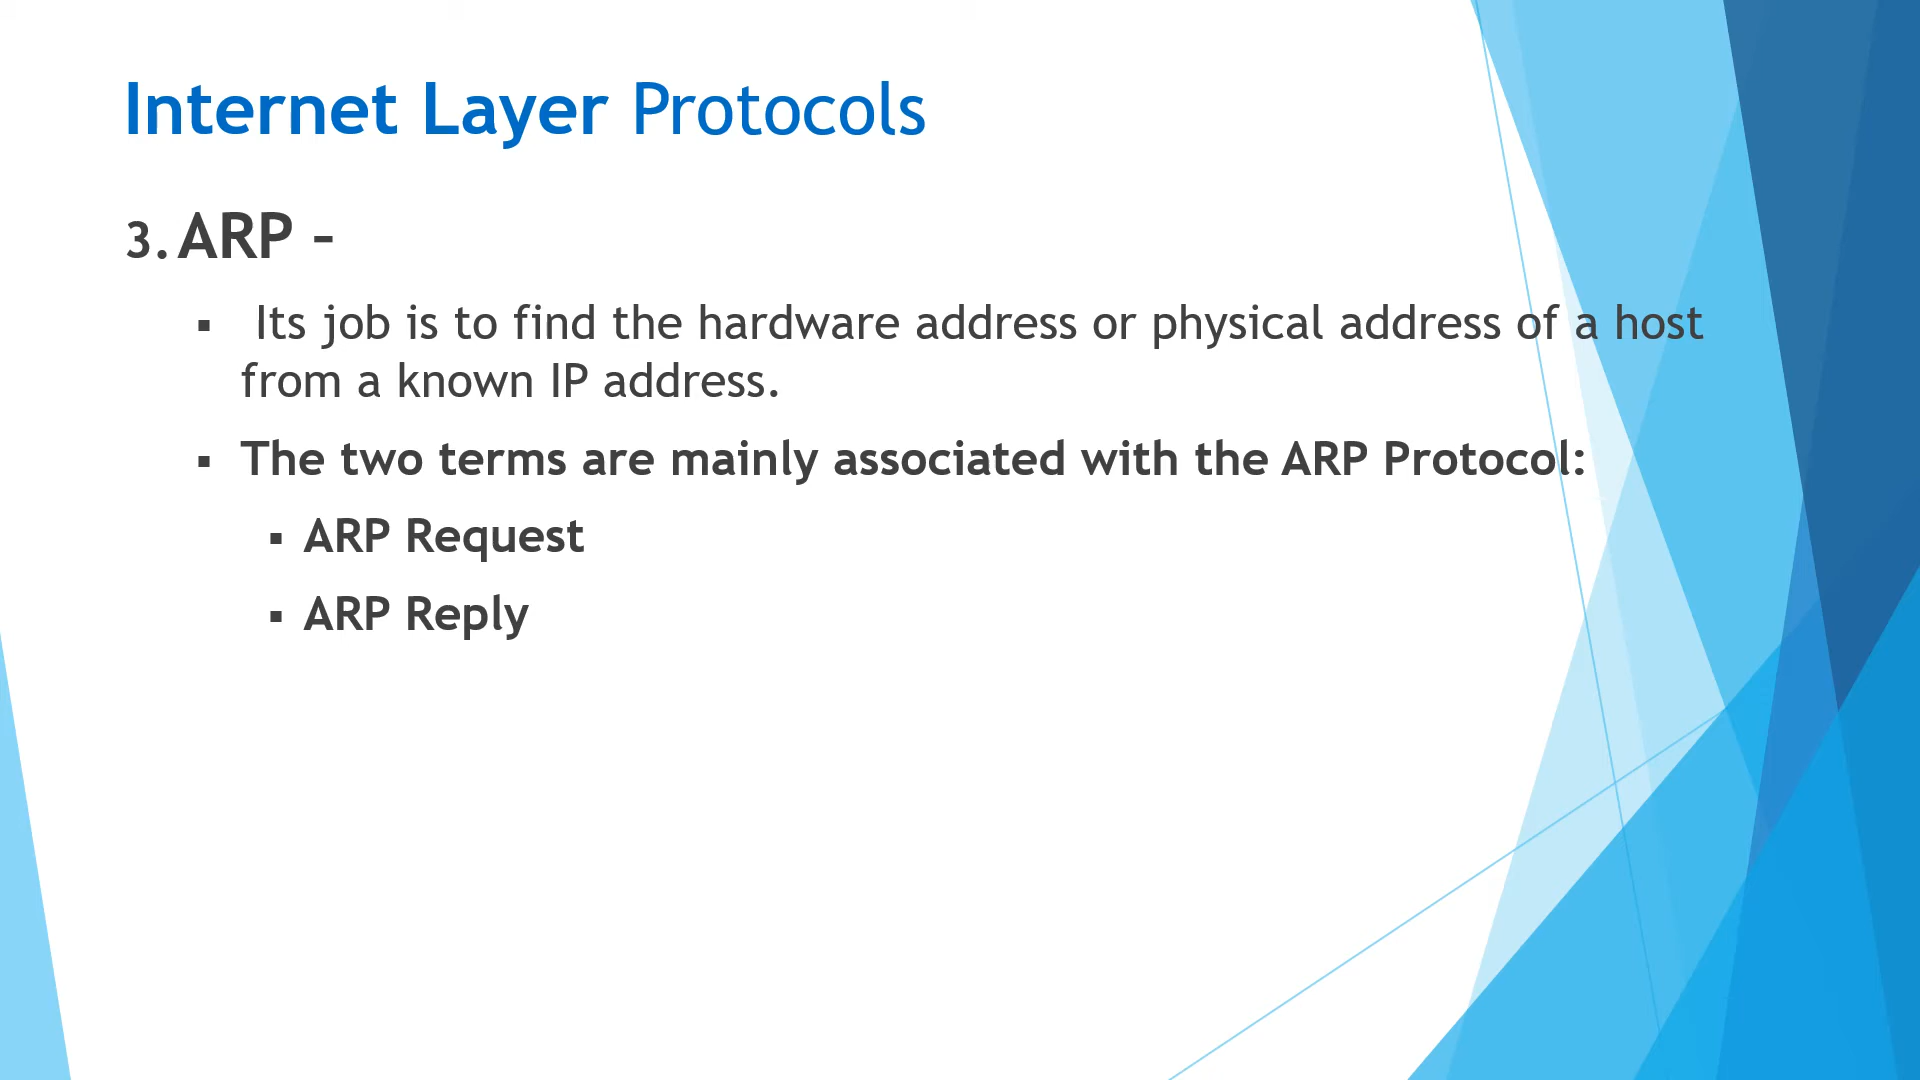 Internet Layer Protocols
3. ARP –
▪ Its job is to find the hardware address or physical address of a host
from a known IP address.
▪ The two terms are mainly associated with the ARP Protocol:
▪ ARP Request
▪ ARP Reply